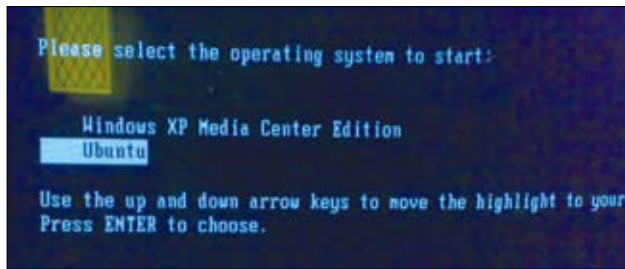 Please select the operating system to start:
Windows XP Media Center Edition
Ubuntu
Use the up and down arrow keys to move the highlight to your
Press ENTER to choose.